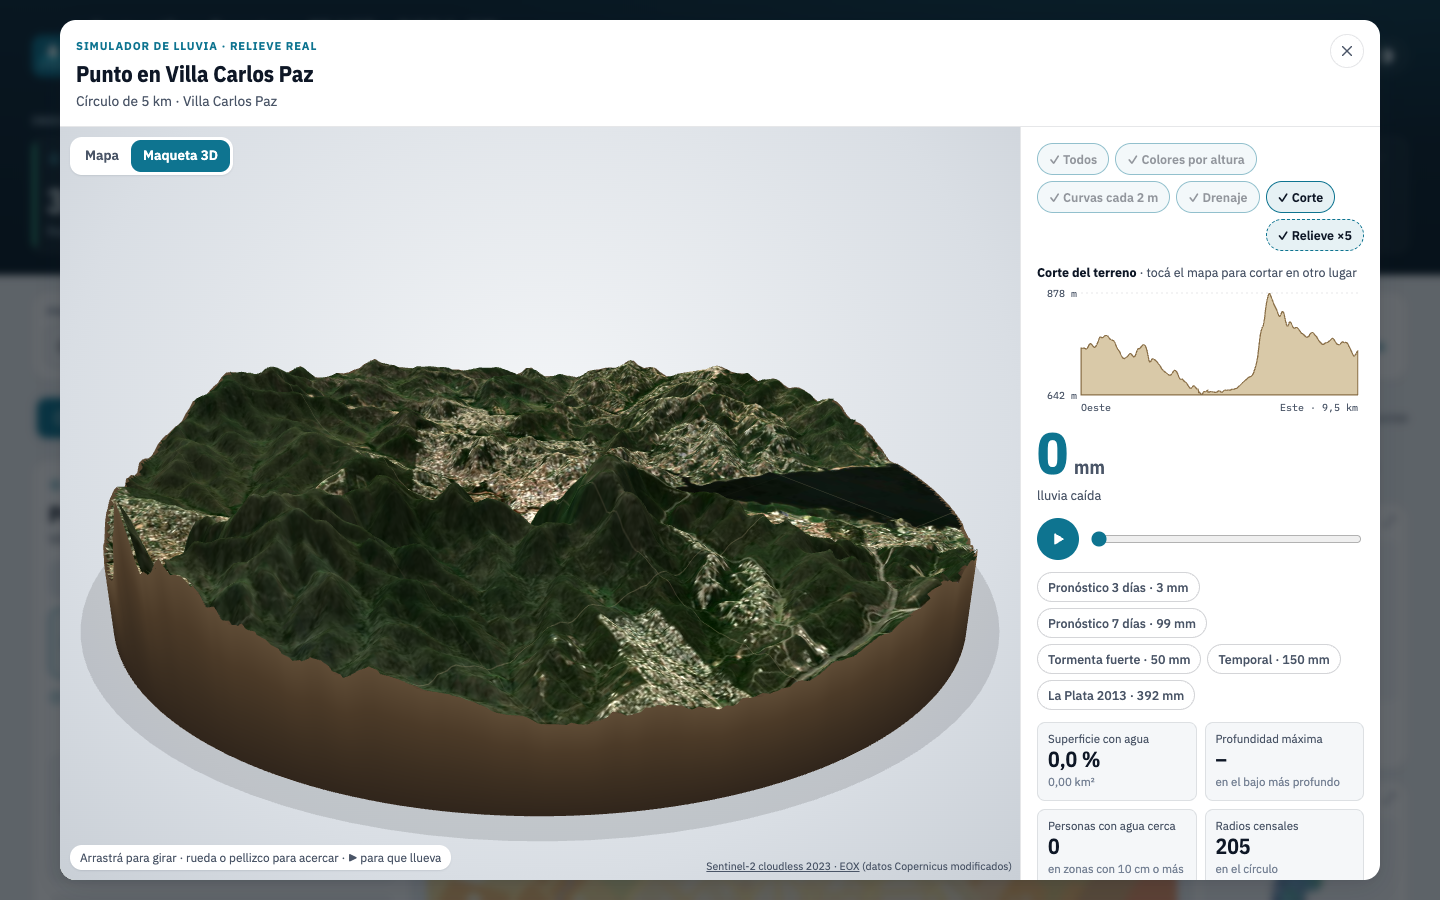 SIMULADOR DE LLUVIA · RELIEVE REAL
Punto en Villa Carlos Paz
Círculo de 5 km · Villa Carlos Paz
Mapa
Maqueta 3D
✓ Todos
✓ Colores por altura
✓ Curvas cada 2 m
✓ Drenaje
✓ Corte
✓ Relieve ×5
Corte del terreno · tocá el mapa para cortar en otro lugar
878 m
642 m
Oeste
Este · 9,5 km
0 mm
lluvia caída
Pronóstico 3 días · 3 mm
Pronóstico 7 días · 99 mm
Tormenta fuerte · 50 mm
Temporal · 150 mm
La Plata 2013 · 392 mm
Superficie con agua
0,0 %
0,00 km²
Profundidad máxima
–
en el bajo más profundo
Personas con agua cerca
0
en zonas con 10 cm o más
Radios censales
205
en el círculo
Arrastrá para girar · rueda o pellizco para acercar · ▶ para que llueva
Sentinel-2 cloudless 2023 · EOX (datos Copernicus modificados)